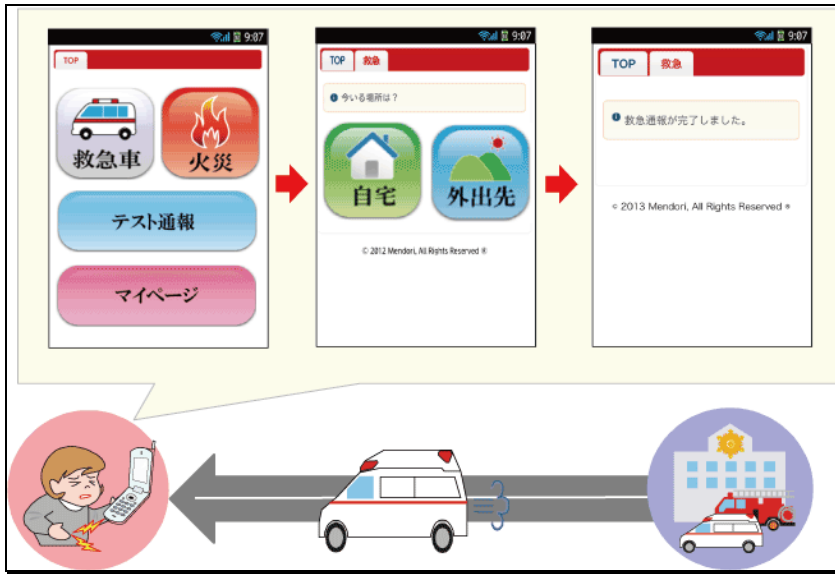 9:07
TOP
救急車
火災
テスト通報
マイページ
9:07
TOP 救急
今いる場所は?
自宅
外出先
© 2012 Mendori, All Rights Reserved ®
9:07
TOP 救急
救急通報が完了しました。
© 2013 Mendori, All Rights Reserved ®